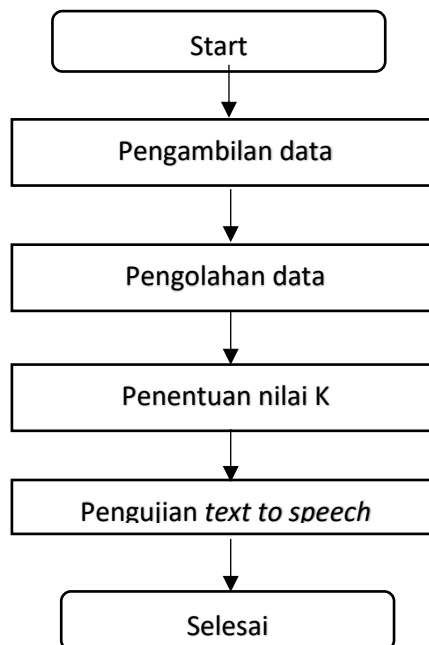 Start
Pengambilan data
Pengolahan data
Penentuan nilai K
Pengujian text to speech
Selesai